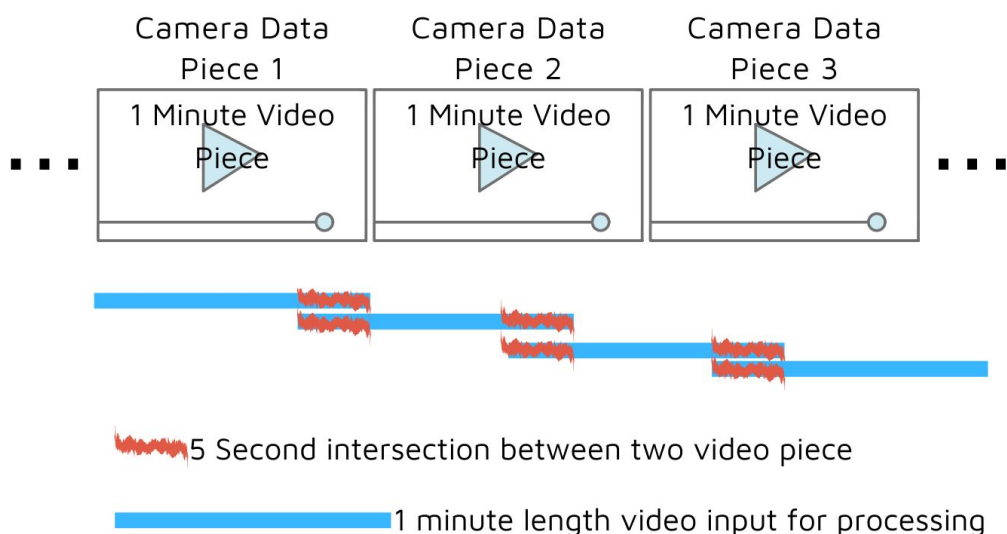 Camera Data
Piece 1
Camera Data
Piece 2
Camera Data
Piece 3
1 Minute Video
Piece
1 Minute Video
Piece
1 Minute Video
Piece
5 Second intersection between two video piece
1 minute length video input for processing